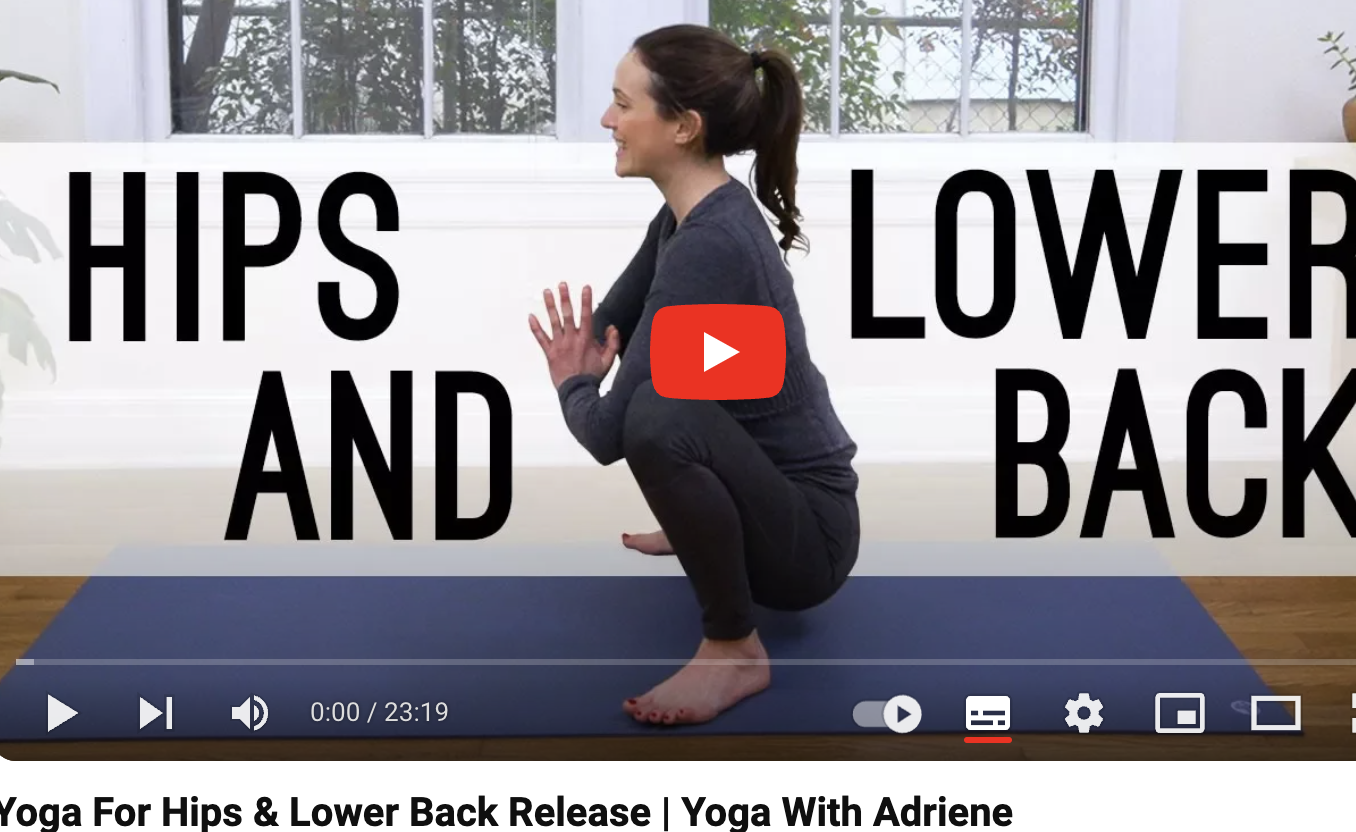 HIPS LOWER
AND BACK
0:00 / 23:19
Yoga For Hips & Lower Back Release | Yoga With Adriene